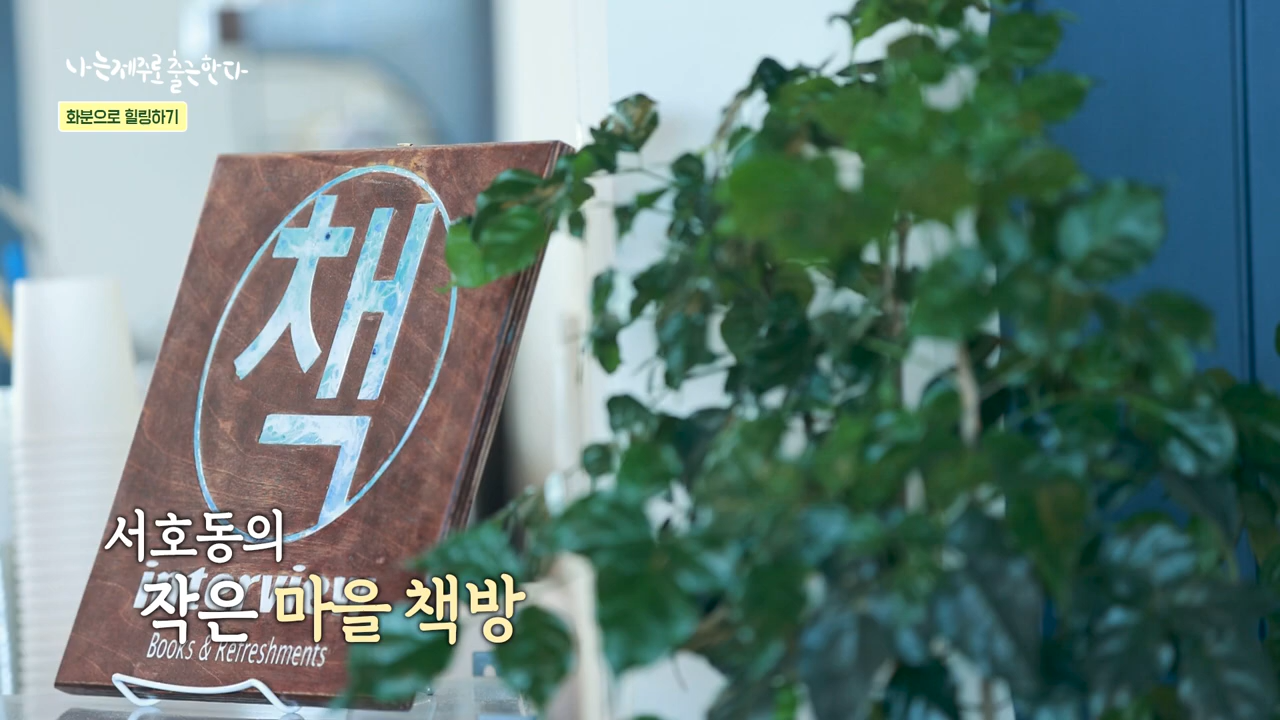 나는 제주로 출근한다
화분으로 힐링하기
책
interview
Books & Refreshments
서호동의
작은 마을 책방